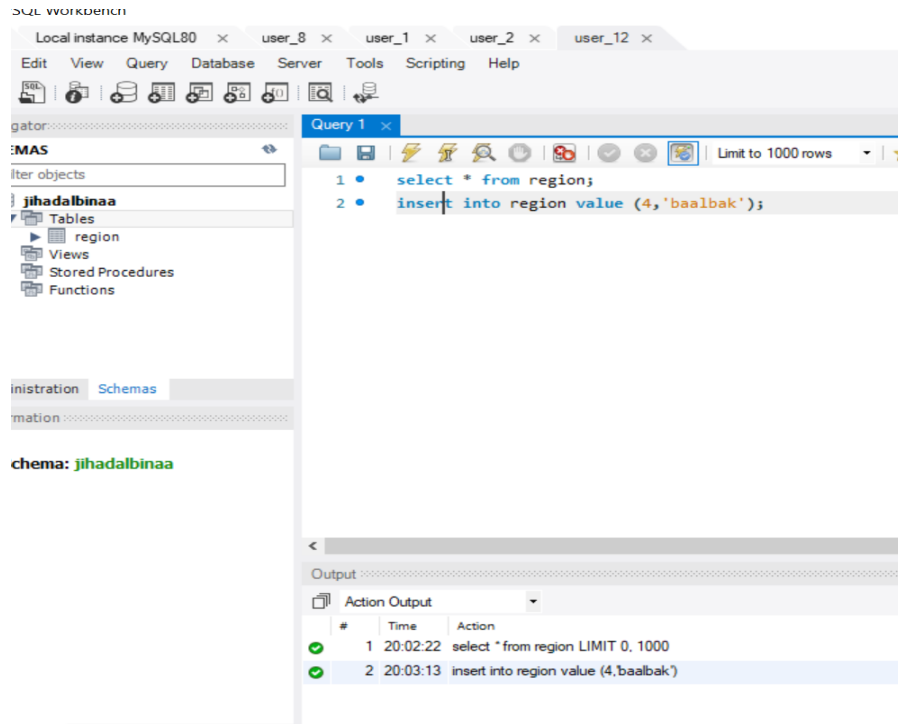 SQL Workbench
Local instance MySQL80 × user_8 × user_1 × user_2 × user_12 ×
Edit View Query Database Server Tools Scripting Help
Query 1 ×
Limit to 1000 rows
1 select * from region;
2 insert into region value (4,'baalbak');
gator
EMAS
lter objects
jihadalbinaa
Tables
region
Views
Stored Procedures
Functions
inistration Schemas
mation
chema: jihadalbinaa
Output
Action Output
# Time Action
1 20:02:22 select * from region LIMIT 0, 1000
2 20:03:13 insert into region value (4,'baalbak')